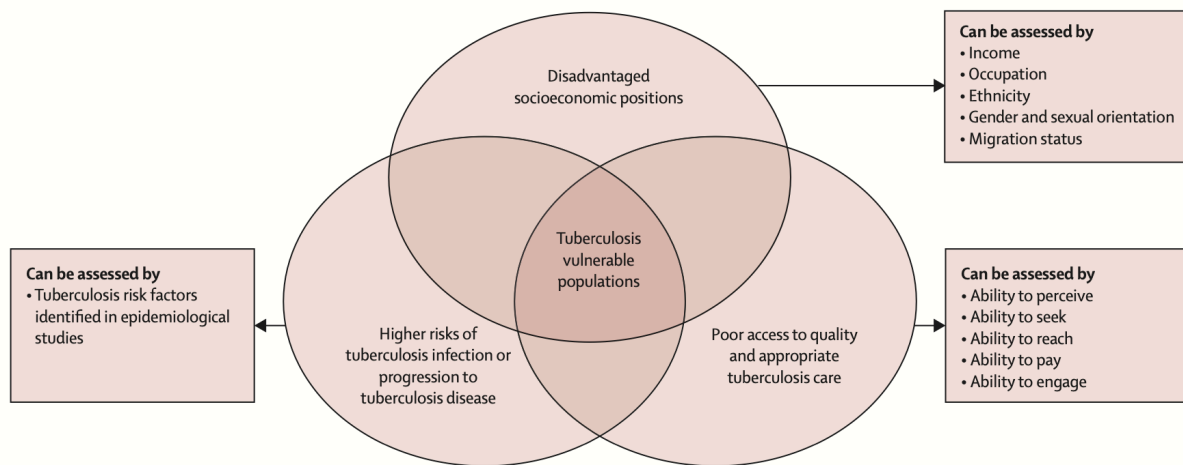 Disadvantaged
socioeconomic positions
Can be assessed by
• Income
• Occupation
• Ethnicity
• Gender and sexual orientation
• Migration status
Tuberculosis
vulnerable
populations
Can be assessed by
• Tuberculosis risk factors
identified in epidemiological
studies
Higher risks of
tuberculosis infection or
progression to
tuberculosis disease
Poor access to quality
and appropriate
tuberculosis care
Can be assessed by
• Ability to perceive
• Ability to seek
• Ability to reach
• Ability to pay
• Ability to engage